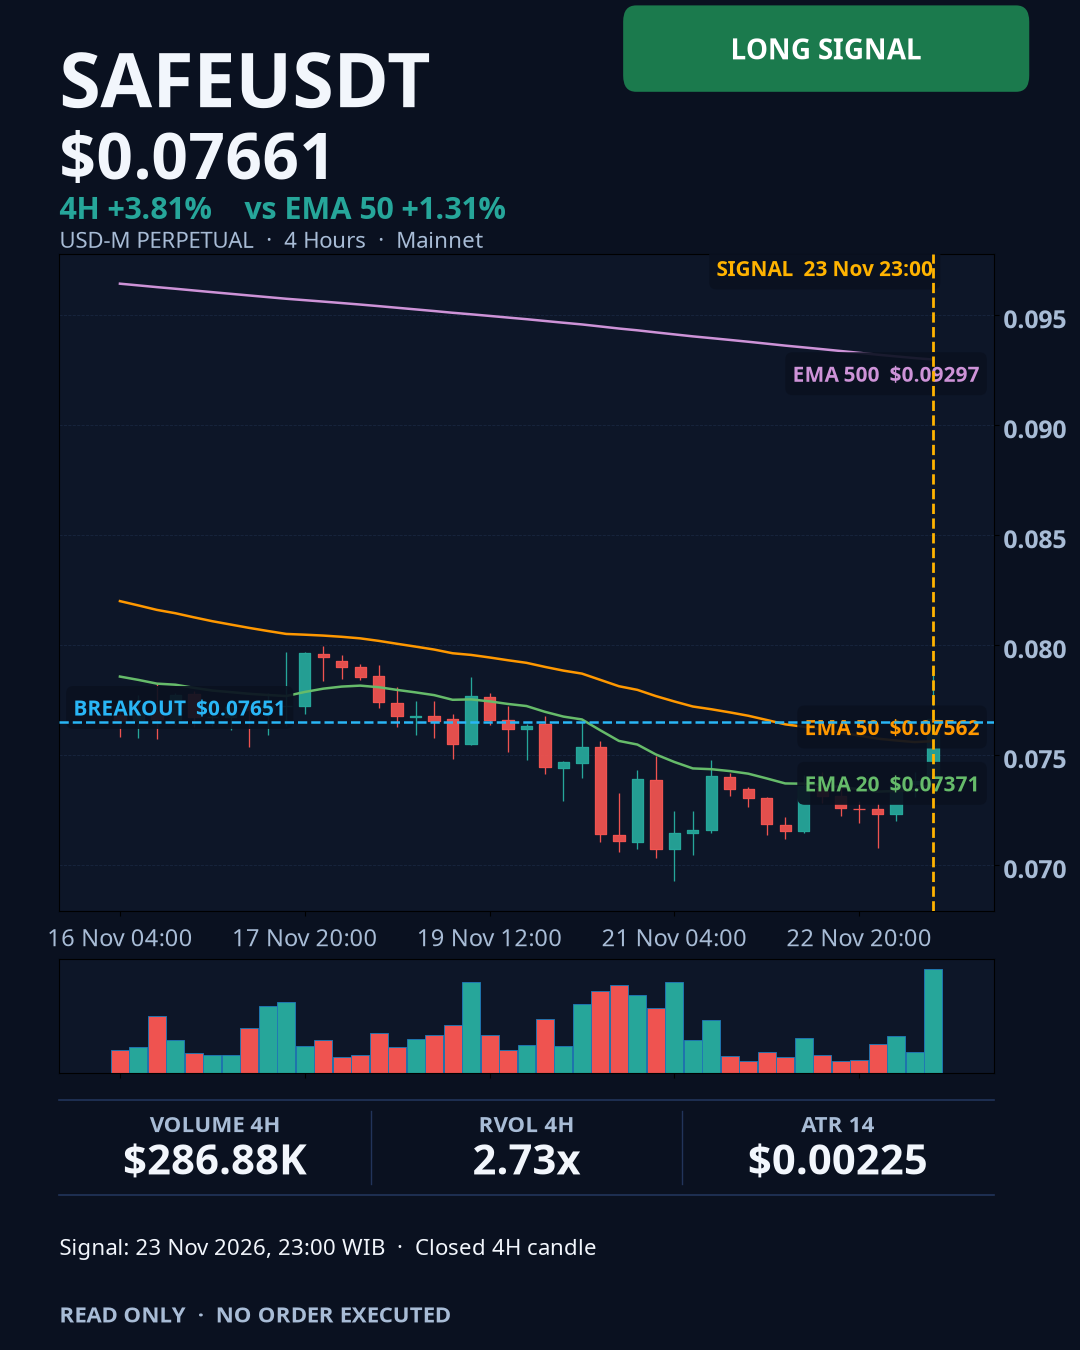 LONG SIGNAL
SAFEUSDT
$0.07661
4H +3.81% vs EMA 50 +1.31%
USD-M PERPETUAL · 4 Hours · Mainnet
SIGNAL 23 Nov 23:00
0.095
EMA 500 $0.09297
0.090
0.085
0.080
BREAKOUT $0.07651
EMA 50 $0.07562
0.075
EMA 20 $0.07371
0.070
16 Nov 04:00 17 Nov 20:00 19 Nov 12:00 21 Nov 04:00 22 Nov 20:00
VOLUME 4H RVOL 4H ATR 14
$286.88K 2.73x $0.00225
Signal: 23 Nov 2026, 23:00 WIB · Closed 4H candle
READ ONLY · NO ORDER EXECUTED